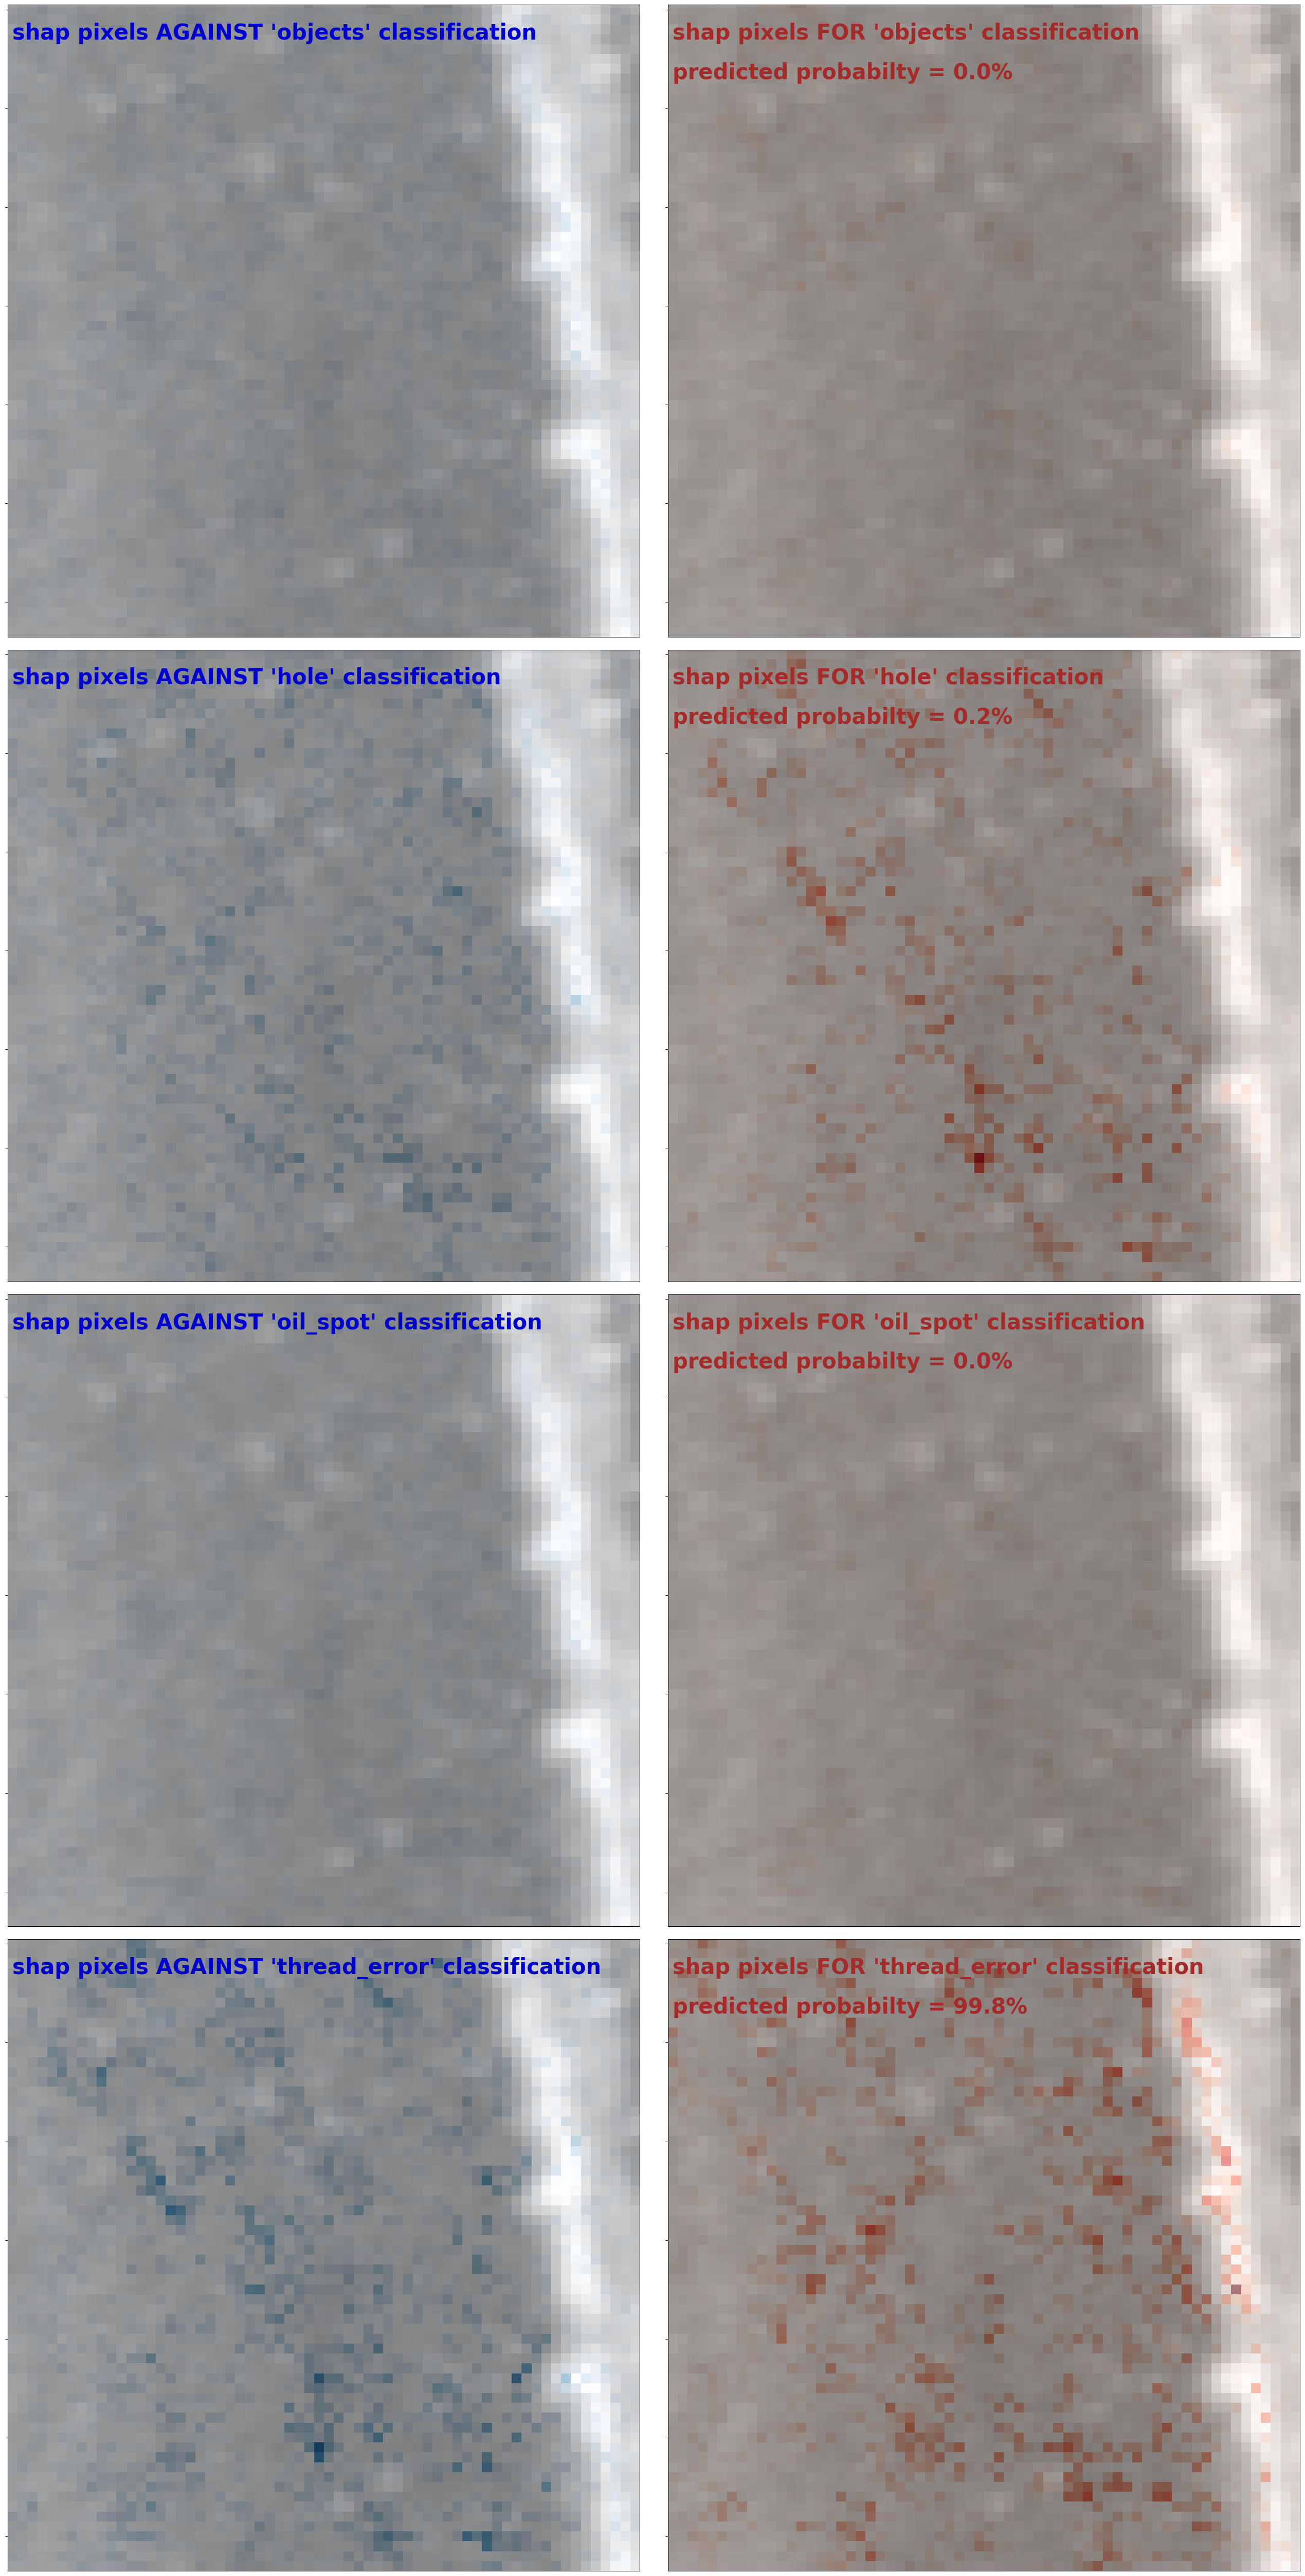 shap pixels AGAINST 'objects' classification
shap pixels FOR 'objects' classification
predicted probabilty = 0.0%
shap pixels AGAINST 'hole' classification
shap pixels FOR 'hole' classification
predicted probabilty = 0.2%
shap pixels AGAINST 'oil_spot' classification
shap pixels FOR 'oil_spot' classification
predicted probabilty = 0.0%
shap pixels AGAINST 'thread_error' classification
shap pixels FOR 'thread_error' classification
predicted probabilty = 99.8%